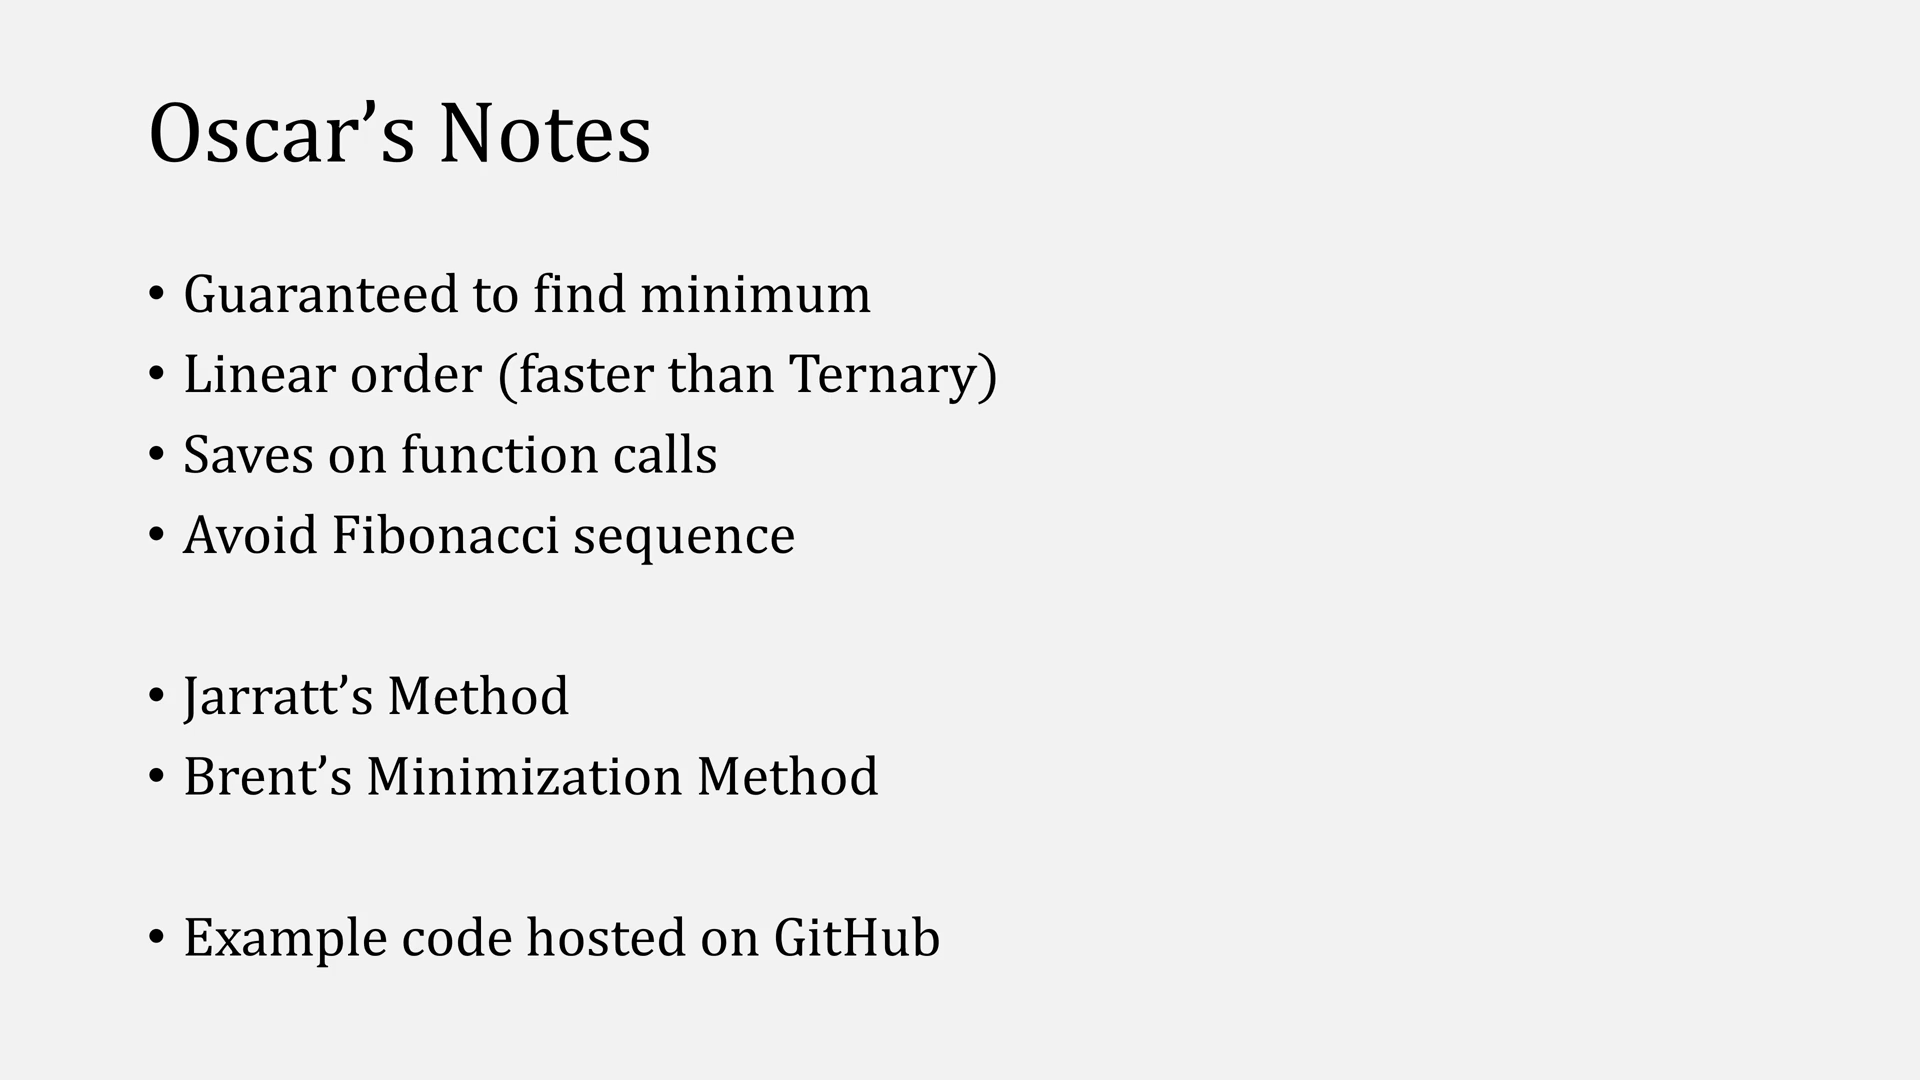 Oscar’s Notes
• Guaranteed to find minimum
• Linear order (faster than Ternary)
• Saves on function calls
• Avoid Fibonacci sequence
• Jarratt’s Method
• Brent’s Minimization Method
• Example code hosted on GitHub